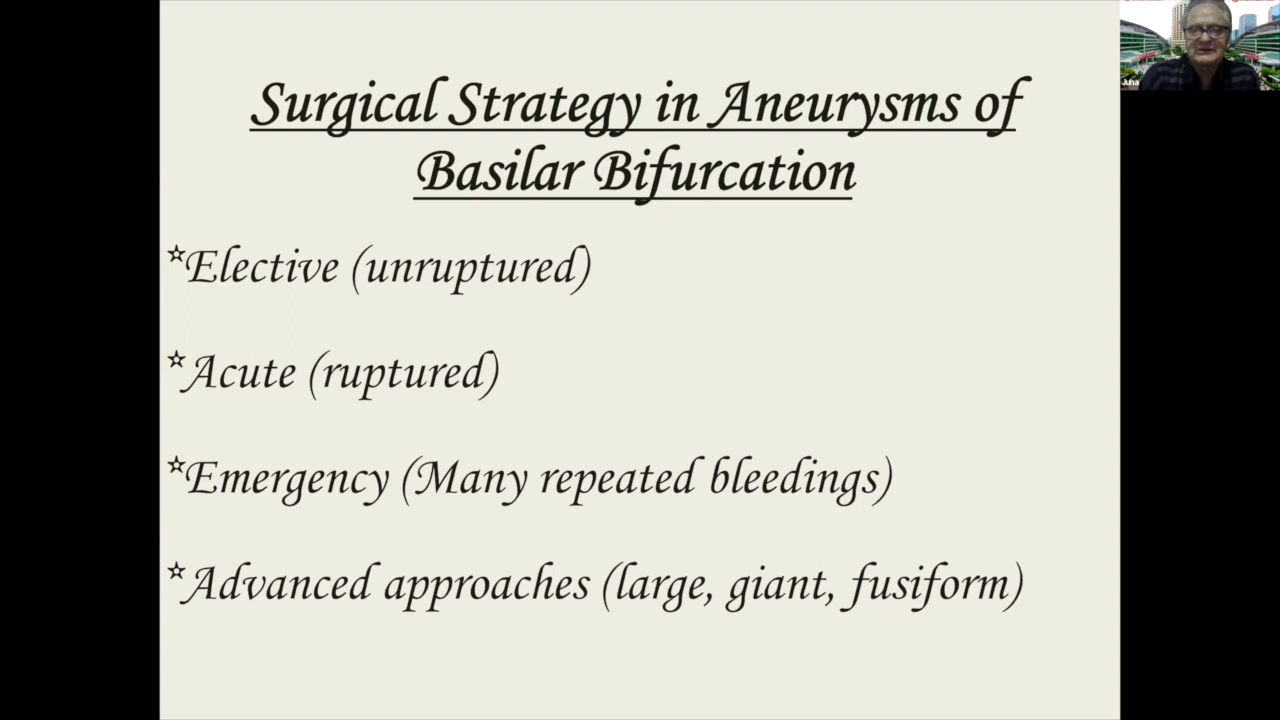 Surgical Strategy in Aneurysms of
Basilar Bifurcation
*Elective (unruptured)
*Acute (ruptured)
*Emergency (Many repeated bleedings)
*Advanced approaches (large, giant, fusiform)